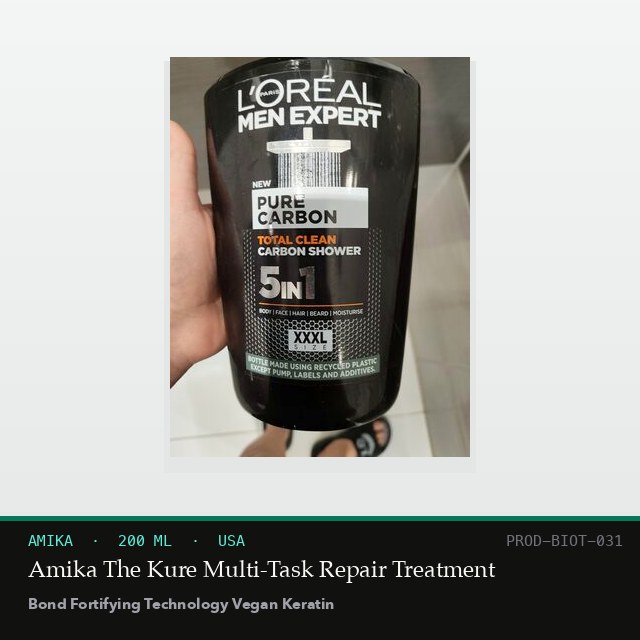 L'ORÉAL
PARIS
MEN EXPERT
NEW
PURE
CARBON
TOTAL CLEAN
CARBON SHOWER
5IN1
BODY | FACE | HAIR | BEARD | MOISTURISE
XXXL
SIZE
BOTTLE MADE USING RECYCLED PLASTIC
EXCEPT PUMP, LABELS AND ADDITIVES.
AMIKA · 200 ML · USA
PROD-BIOT-031
Amika The Kure Multi-Task Repair Treatment
Bond Fortifying Technology Vegan Keratin